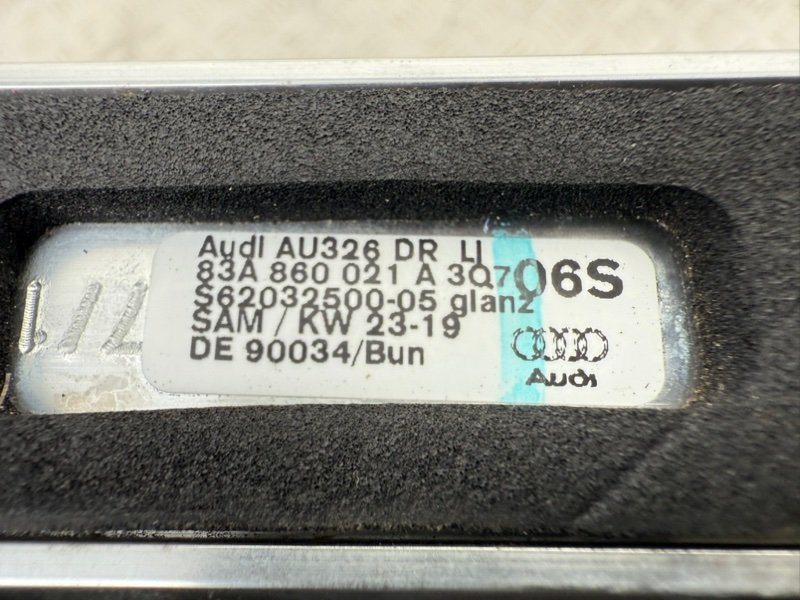 Audi AU326 DR LI
83A 860 021 A 3Q7
06S
S62032500-05 glanz
SAM / KW 23-19
DE 90034/Bun
Audi